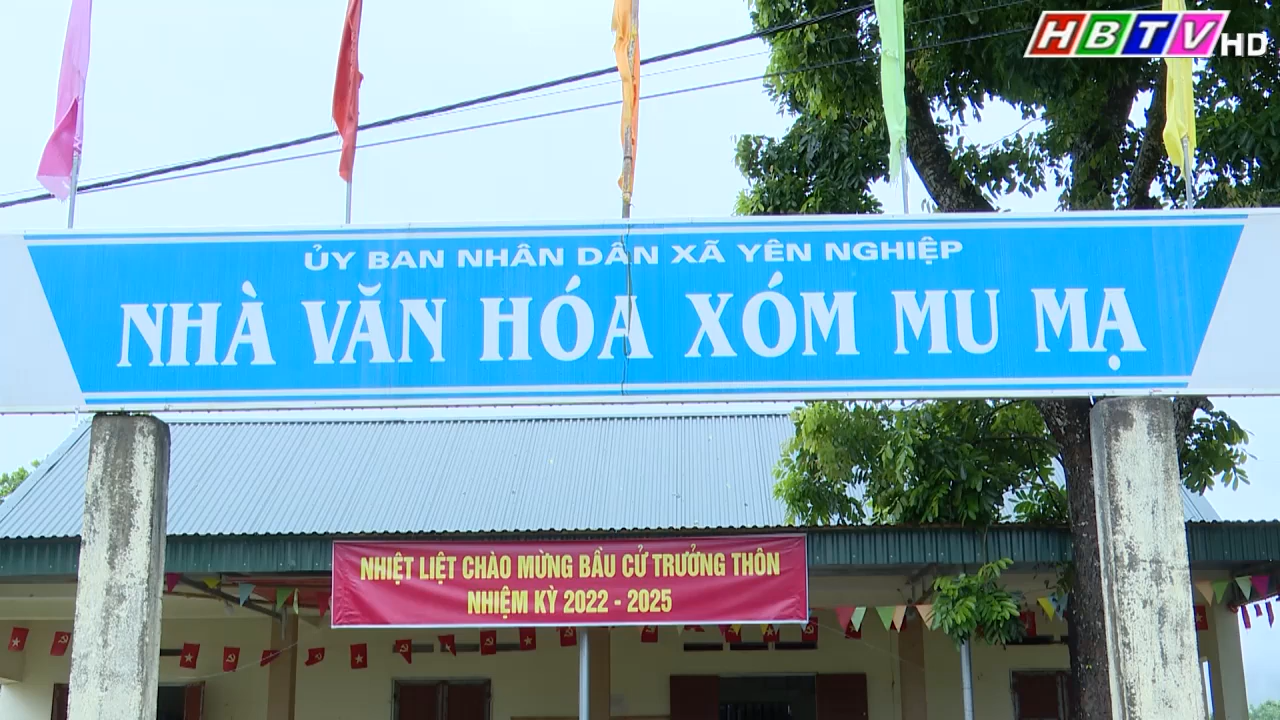 HBTV HD
ỦY BAN NHÂN DÂN XÃ YÊN NGHIỆP
NHÀ VĂN HÓA XÓM MU MẠ
NHIỆT LIỆT CHÀO MỪNG BẦU CỬ TRƯỞNG THÔN
NHIỆM KỲ 2022 - 2025